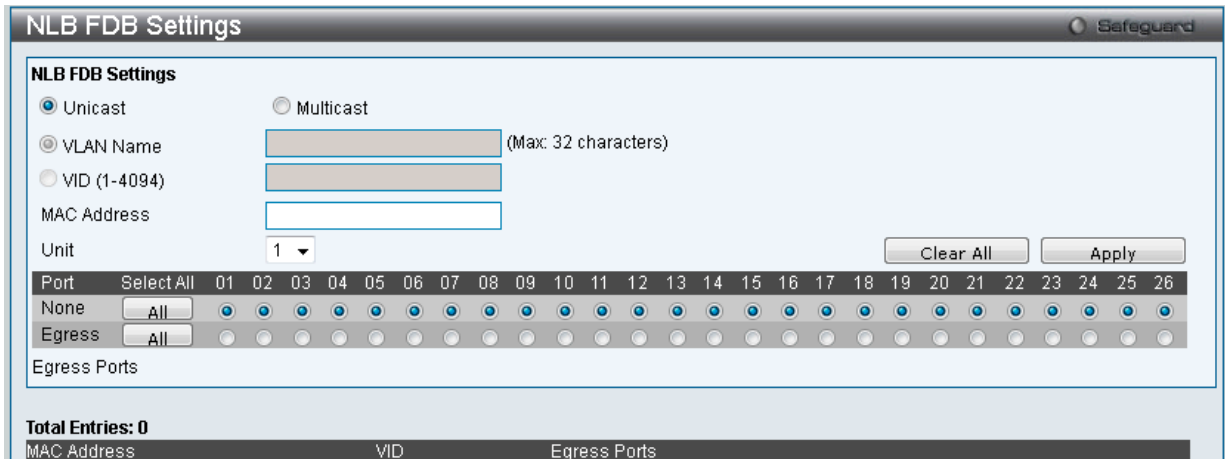 NLB FDB Settings Safeguard
NLB FDB Settings
Unicast Multicast
VLAN Name (Max: 32 characters)
VID (1-4094)
MAC Address
Unit 1 Clear All Apply
Port Select All 01 02 03 04 05 06 07 08 09 10 11 12 13 14 15 16 17 18 19 20 21 22 23 24 25 26
None All
Egress All
Egress Ports
Total Entries: 0
MAC Address VID Egress Ports